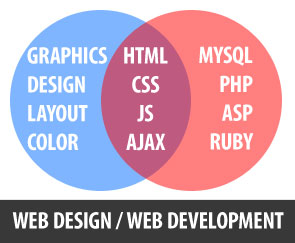 GRAPHICS
DESIGN
LAYOUT
COLOR
HTML
CSS
JS
AJAX
MYSQL
PHP
ASP
RUBY
WEB DESIGN / WEB DEVELOPMENT